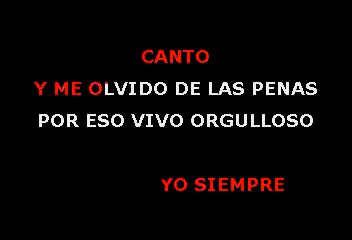 CANTO
Y ME OLVIDO DE LAS PENAS
POR ESO VIVO ORGULLOSO
YO SIEMPRE